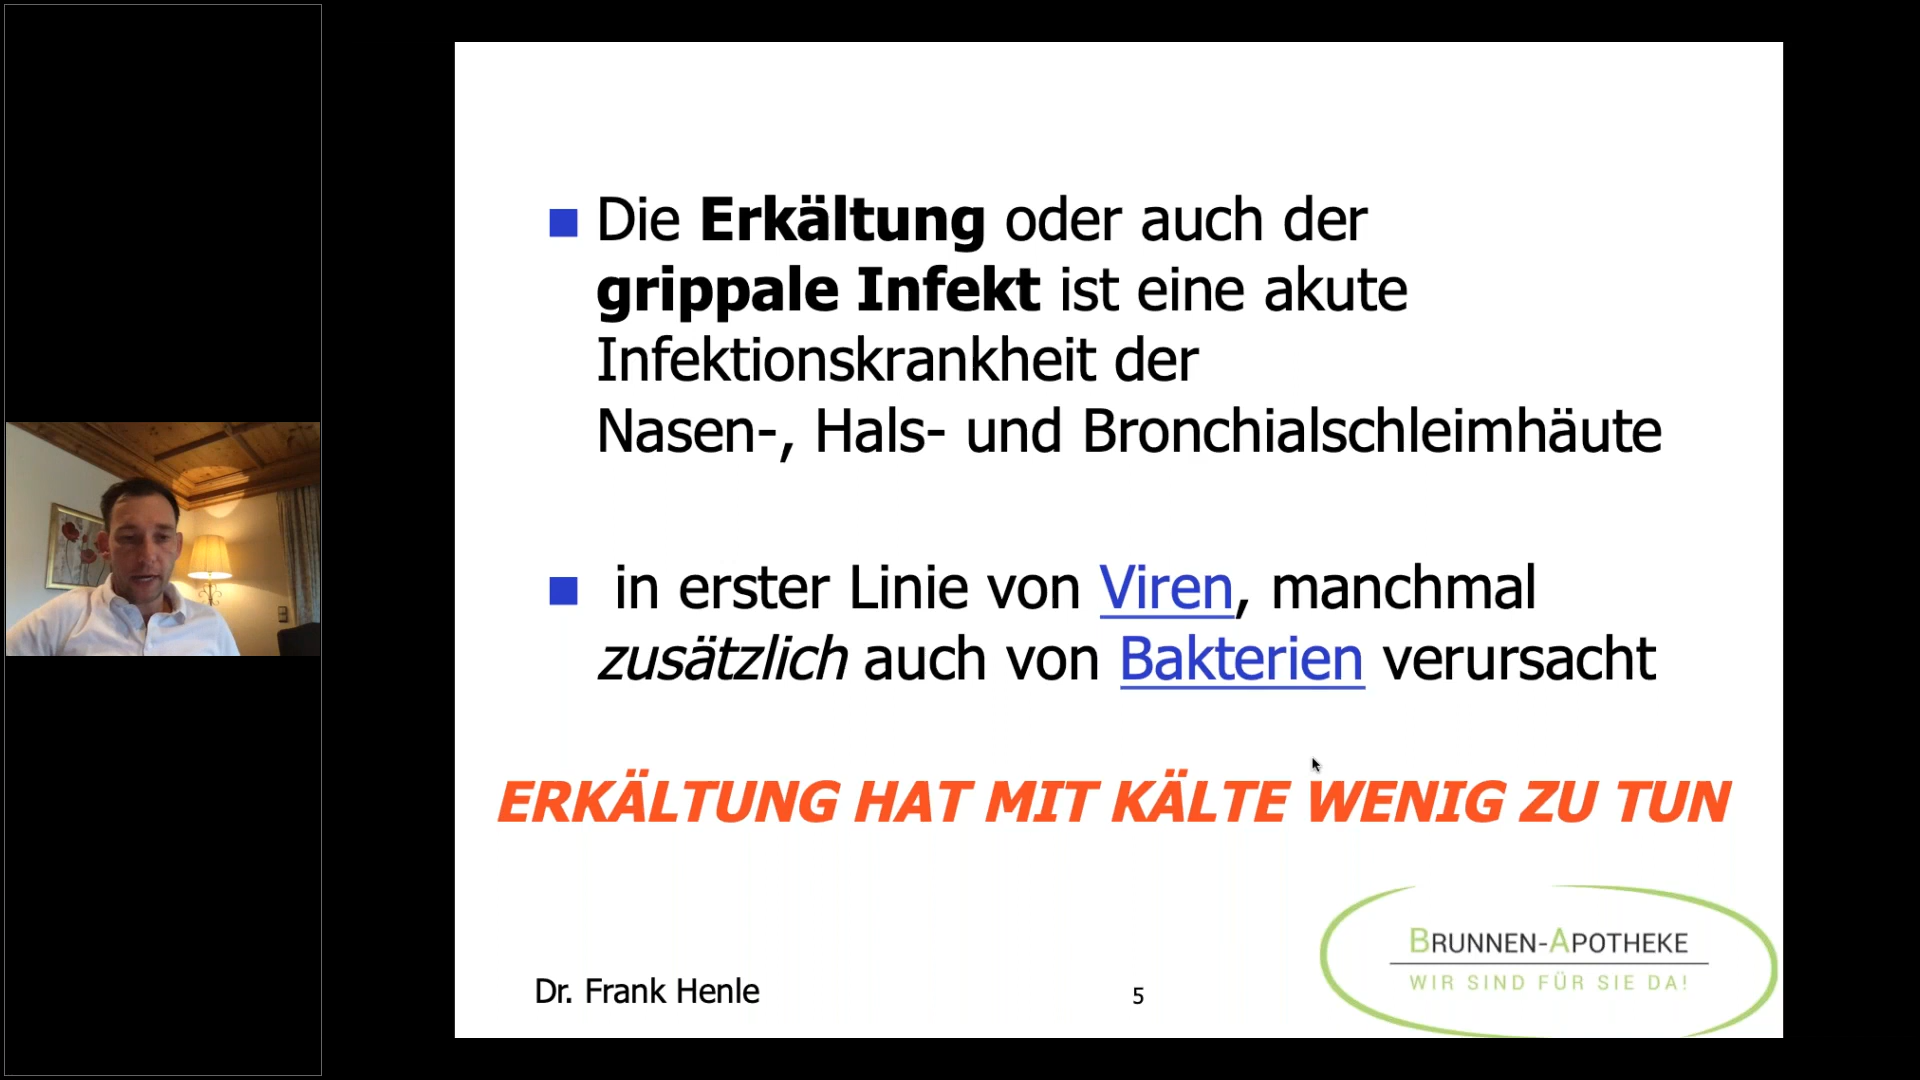 Die Erkältung oder auch der
grippale Infekt ist eine akute
Infektionskrankheit der
Nasen-, Hals- und Bronchialschleimhäute
in erster Linie von Viren, manchmal
zusätzlich auch von Bakterien verursacht
ERKÄLTUNG HAT MIT KÄLTE WENIG ZU TUN
BRUNNEN-APOTHEKE
WIR SIND FÜR SIE DA!
Dr. Frank Henle
5